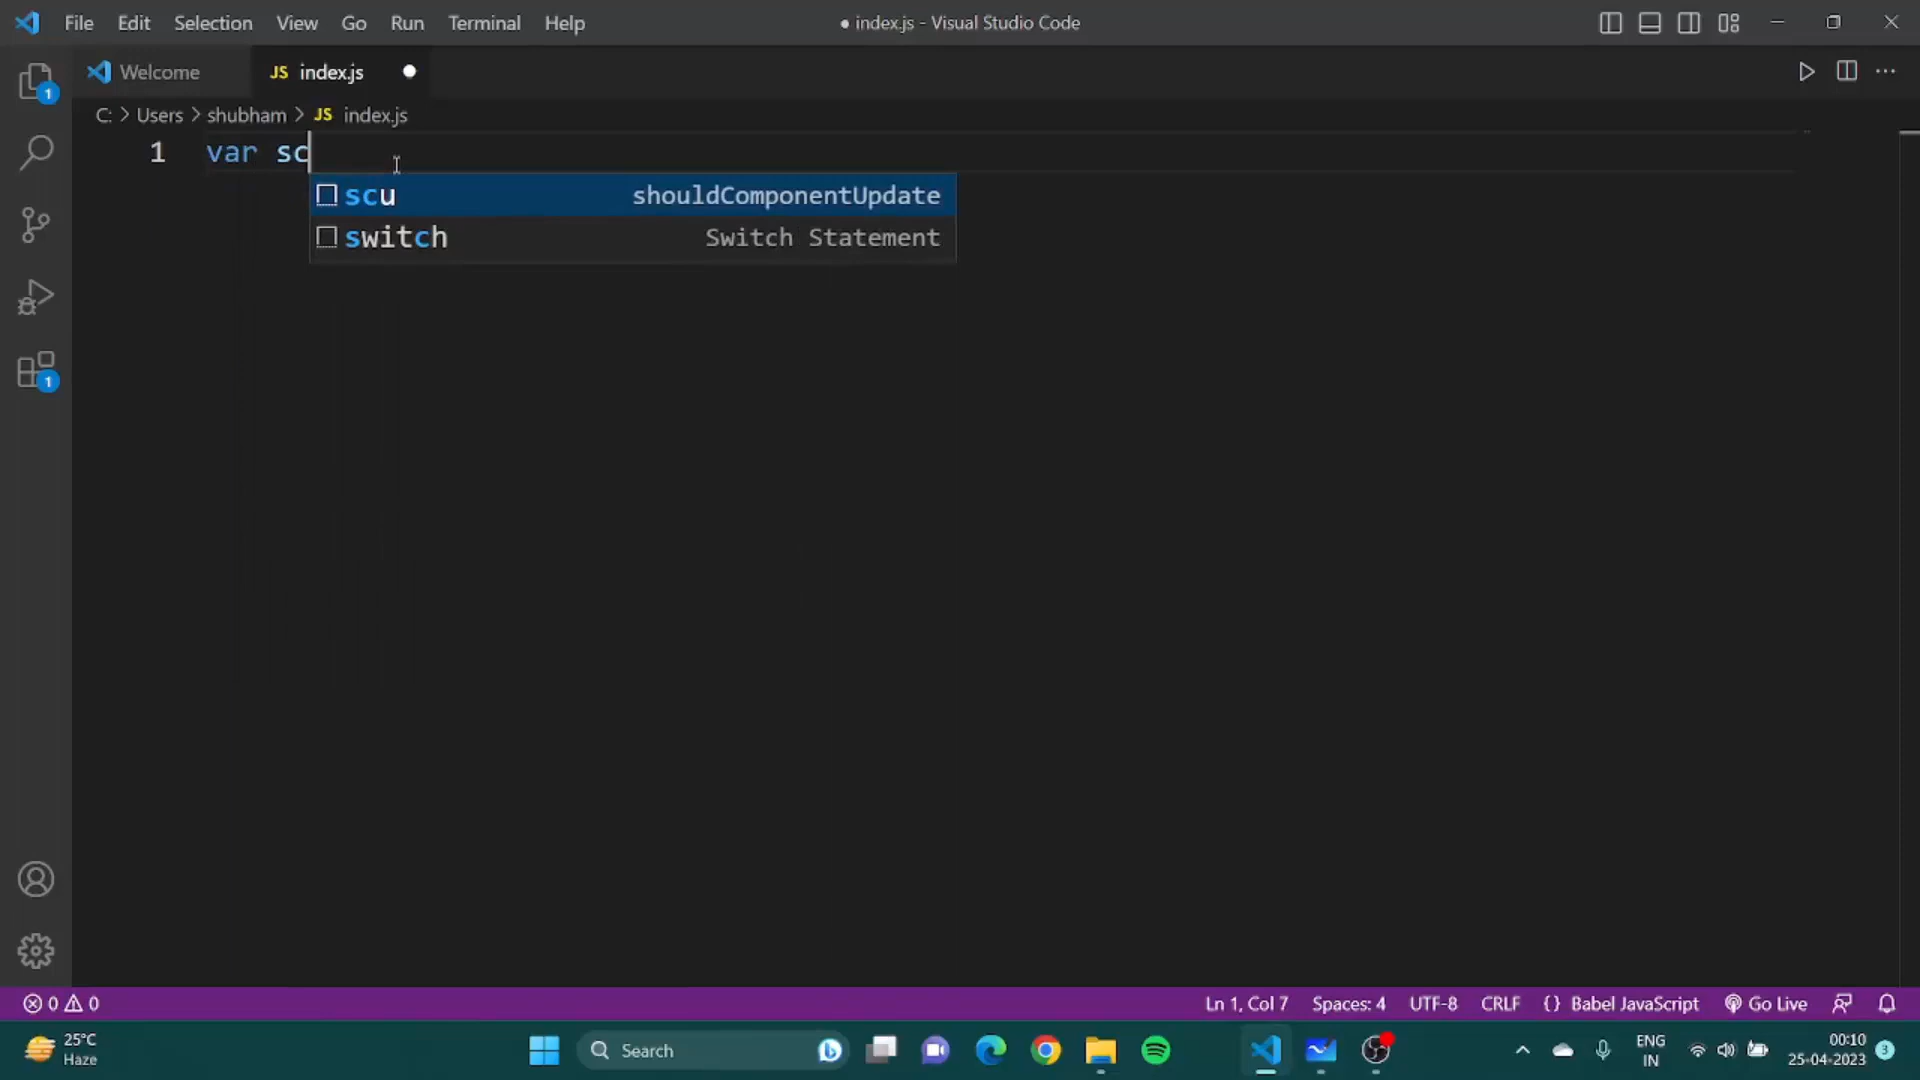 File Edit Selection View Go Run Terminal Help
● index.js - Visual Studio Code
Welcome
JS index.js
C: > Users > shubham > JS index.js
1 var sc
scu shouldComponentUpdate
switch Switch Statement
1
1
0 0
Ln 1, Col 7 Spaces: 4 UTF-8 CRLF {} Babel JavaScript Go Live
25°C
Haze
Search
ENG
IN
00:10
25-04-2023
3